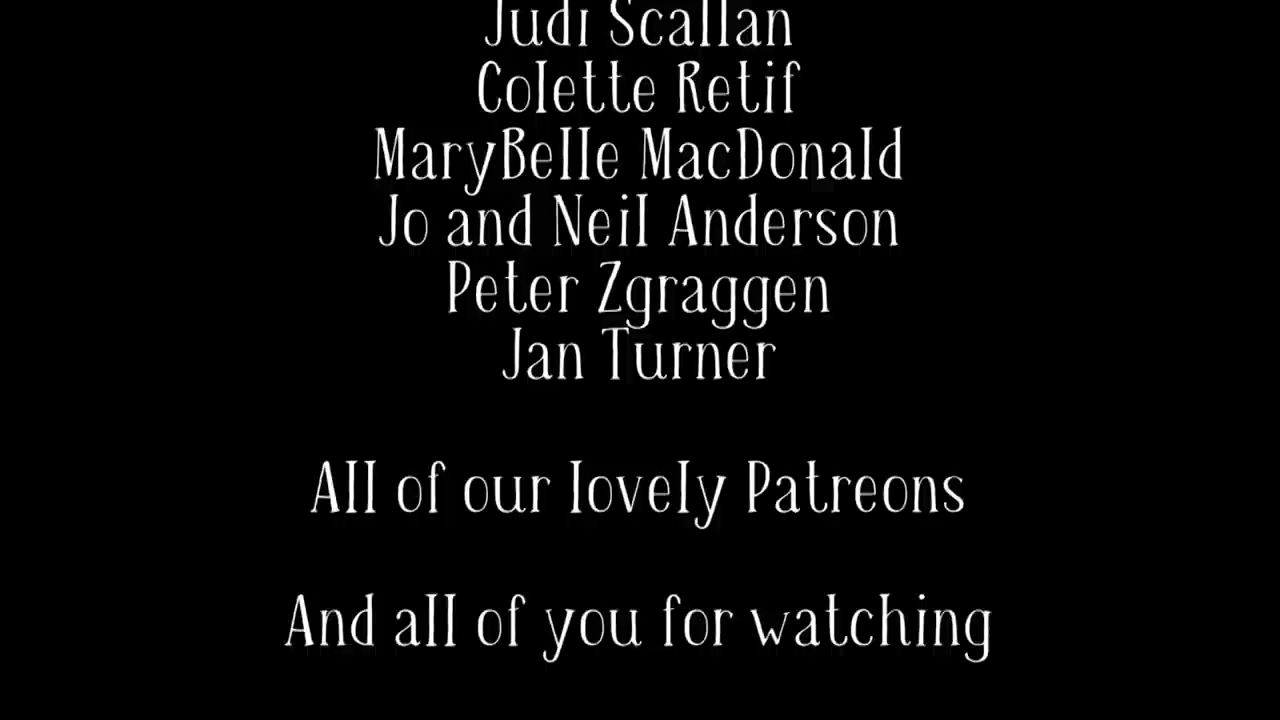 Judi Scallan
Colette Retif
MaryBelle MacDonald
Jo and Neil Anderson
Peter Zgraggen
Jan Turner
All of our lovely Patreons
And all of you for watching